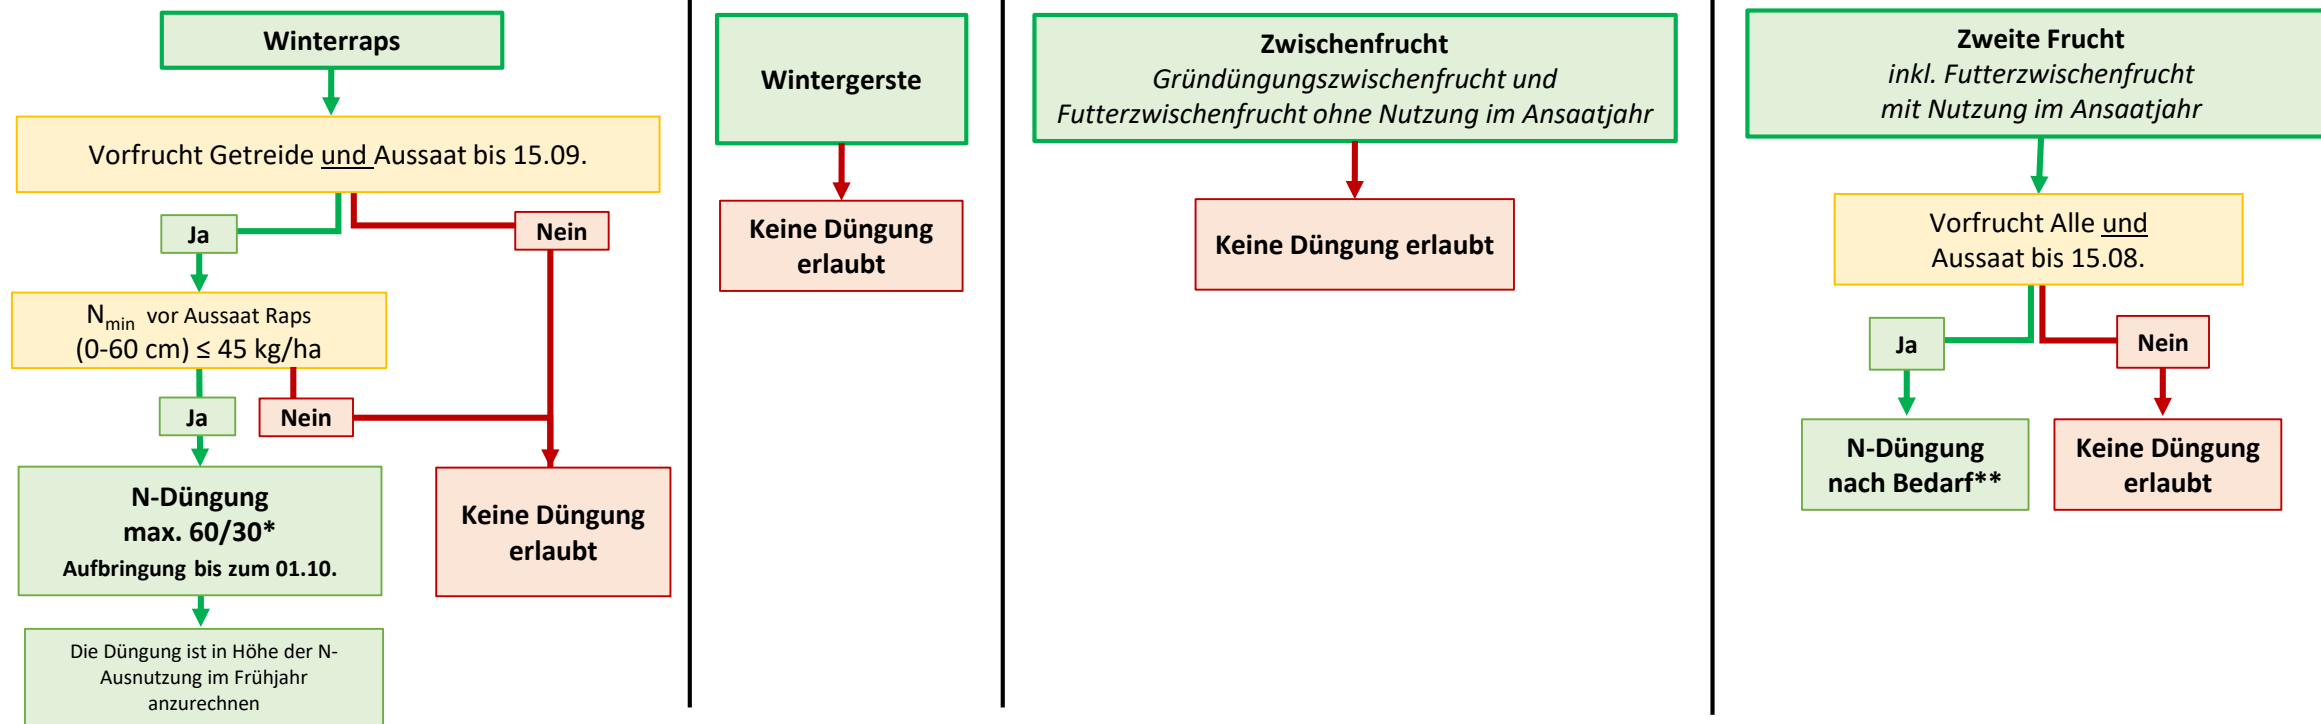 Winterraps
Vorfrucht Getreide und Aussaat bis 15.09.
Ja
Nein
Nmin vor Aussaat Raps
(0-60 cm) ≤ 45 kg/ha
Ja
Nein
N-Düngung
max. 60/30*
Aufbringung bis zum 01.10.
Keine Düngung
erlaubt
Die Düngung ist in Höhe der N-
Ausnutzung im Frühjahr
anzurechnen
Wintergerste
Keine Düngung
erlaubt
Zwischenfrucht
Gründüngungszwischenfrucht und
Futterzwischenfrucht ohne Nutzung im Ansaatjahr
Keine Düngung erlaubt
Zweite Frucht
inkl. Futterzwischenfrucht
mit Nutzung im Ansaatjahr
Vorfrucht Alle und
Aussaat bis 15.08.
Ja
Nein
N-Düngung
nach Bedarf**
Keine Düngung
erlaubt